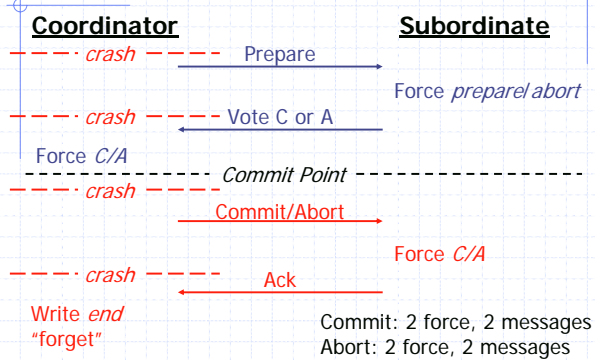 Coordinator Subordinate
crash
Prepare
Force prepare/abort
crash
Vote C or A
Force C/A
Commit Point
crash
Commit/Abort
Force C/A
crash
Ack
Write end
"forget"
Commit: 2 force, 2 messages
Abort: 2 force, 2 messages